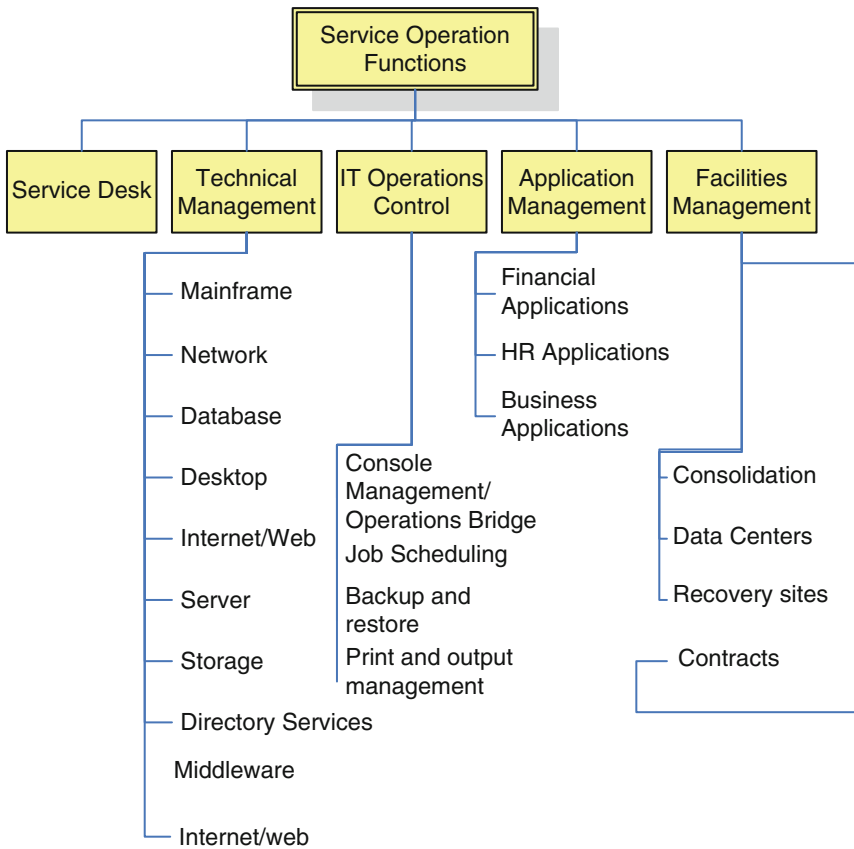 Service Operation
Functions
Service Desk
Technical
Management
IT Operations
Control
Application
Management
Facilities
Management
Mainframe
Network
Database
Desktop
Internet/Web
Server
Storage
Directory Services
Middleware
Internet/web
Console
Management/
Operations Bridge
Job Scheduling
Backup and
restore
Print and output
management
Financial
Applications
HR Applications
Business
Applications
Consolidation
Data Centers
Recovery sites
Contracts